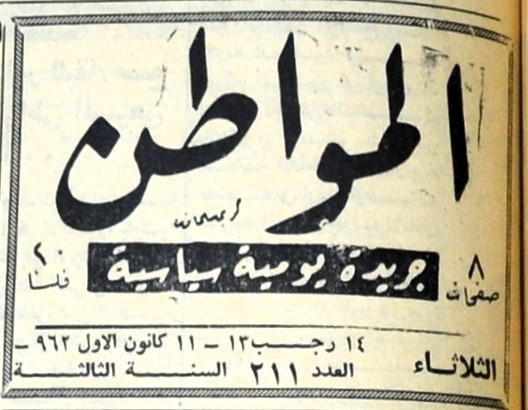 المواطن
جريدة يومية سياسية
٨ صفحات
فلسا
١٤ رجب ١٣ – ١١ كانون الاول ٩٦٢ –
الثلاثاء العدد ٢١١ السنة الثالثة